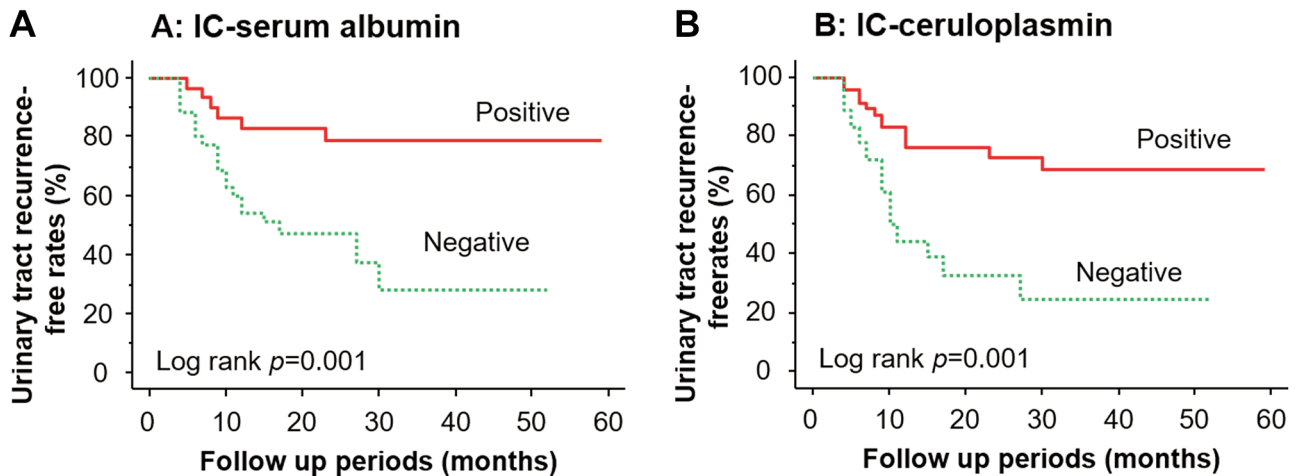 A
A: IC-serum albumin
Urinary tract recurrence-
free rates (%)
100
80
60
40
20
0
Positive
Negative
Log rank p=0.001
0 10 20 30 40 50 60
Follow up periods (months)
B
B: IC-ceruloplasmin
Urinary tract recurrence-
freerates (%)
100
80
60
40
20
0
Positive
Negative
Log rank p=0.001
0 10 20 30 40 50 60
Follow up periods (months)